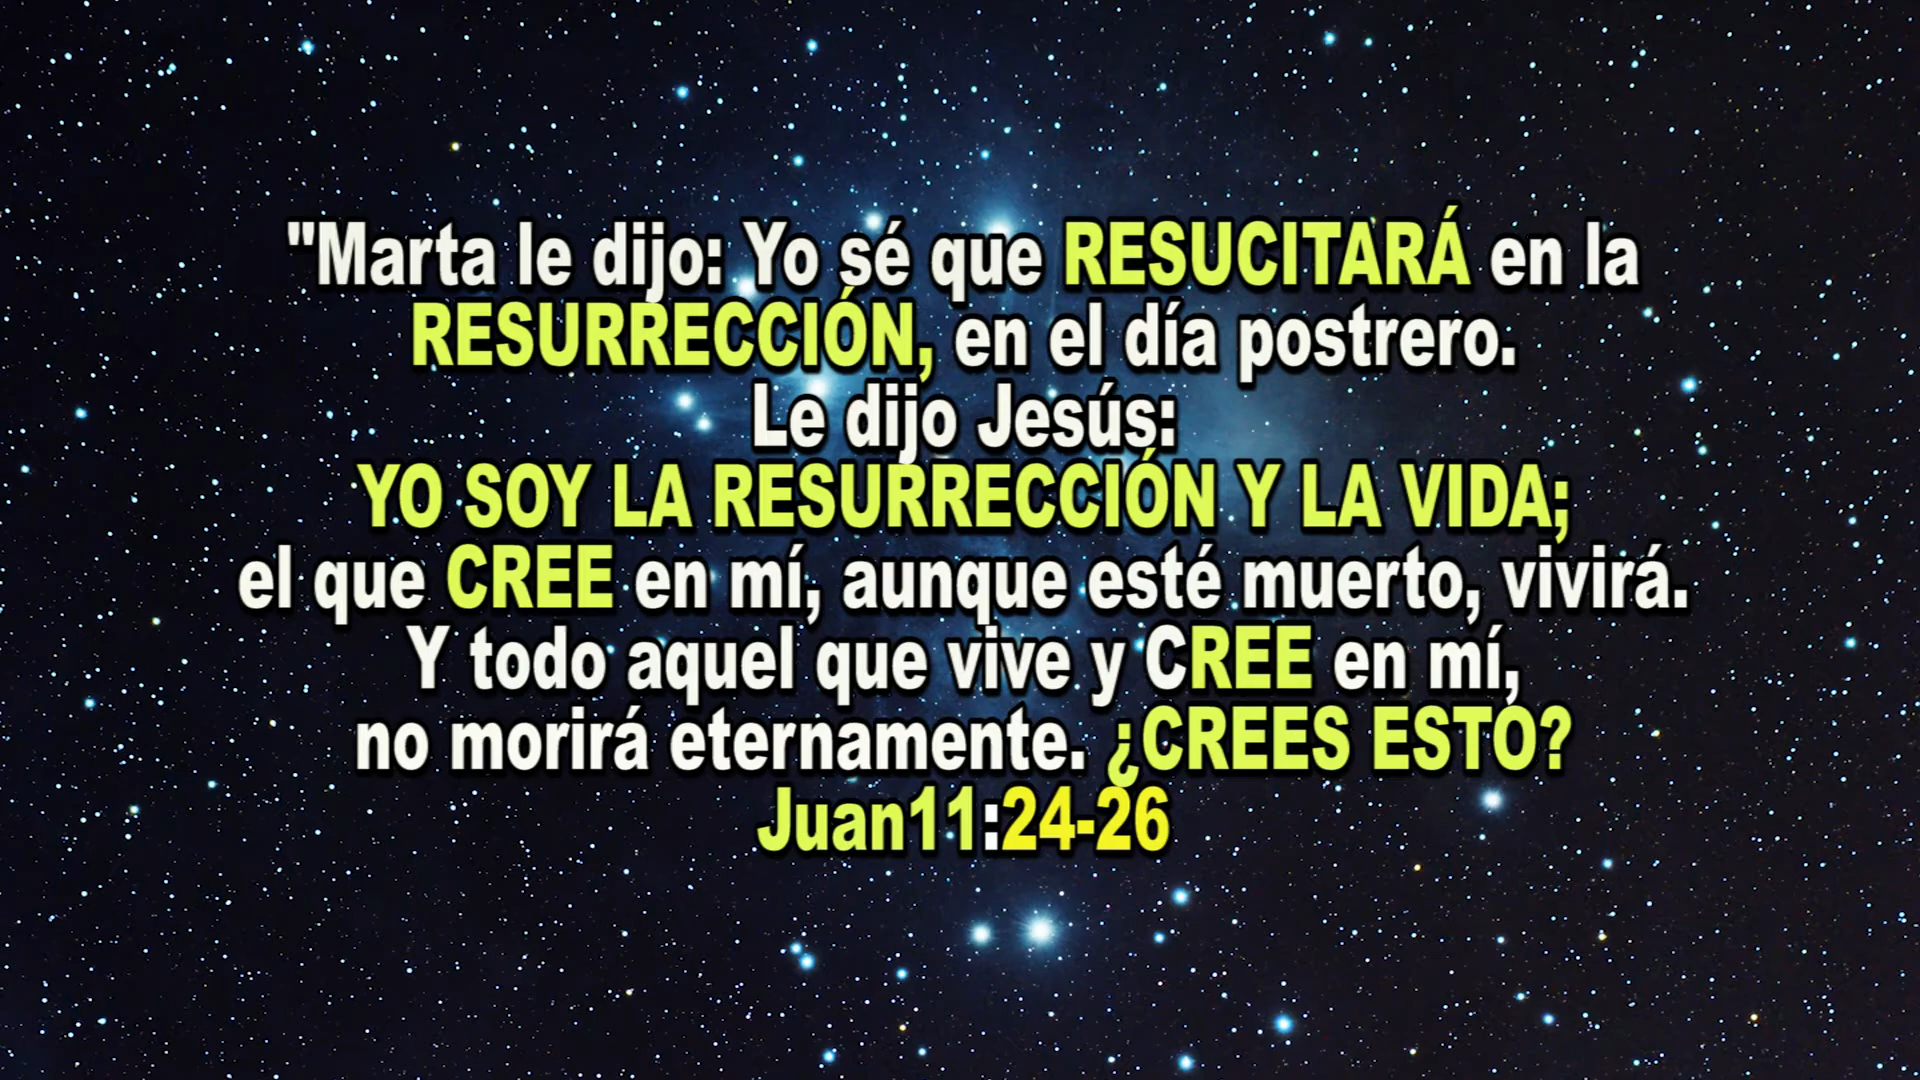 "Marta le dijo: Yo sé que RESUCITARÁ en la
RESURRECCIÓN, en el día postrero.
Le dijo Jesús:
YO SOY LA RESURRECCIÓN Y LA VIDA;
el que CREE en mí, aunque esté muerto, vivirá.
Y todo aquel que vive y CREE en mí,
no morirá eternamente. ¿CREES ESTO?
Juan11:24-26